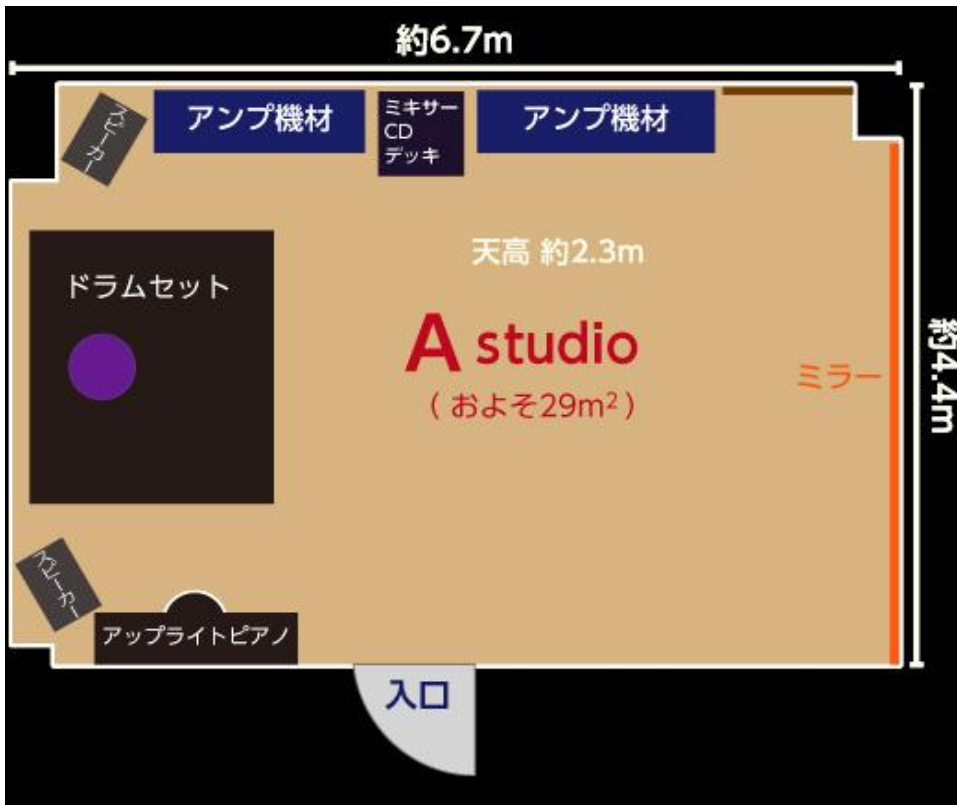 約6.7m
スピーカー
アンプ機材
ミキサー
CD
デッキ
アンプ機材
天高 約2.3m
ドラムセット
A studio
(およそ29m²)
ミラー
約4.4m
スピーカー
アップライトピアノ
入口